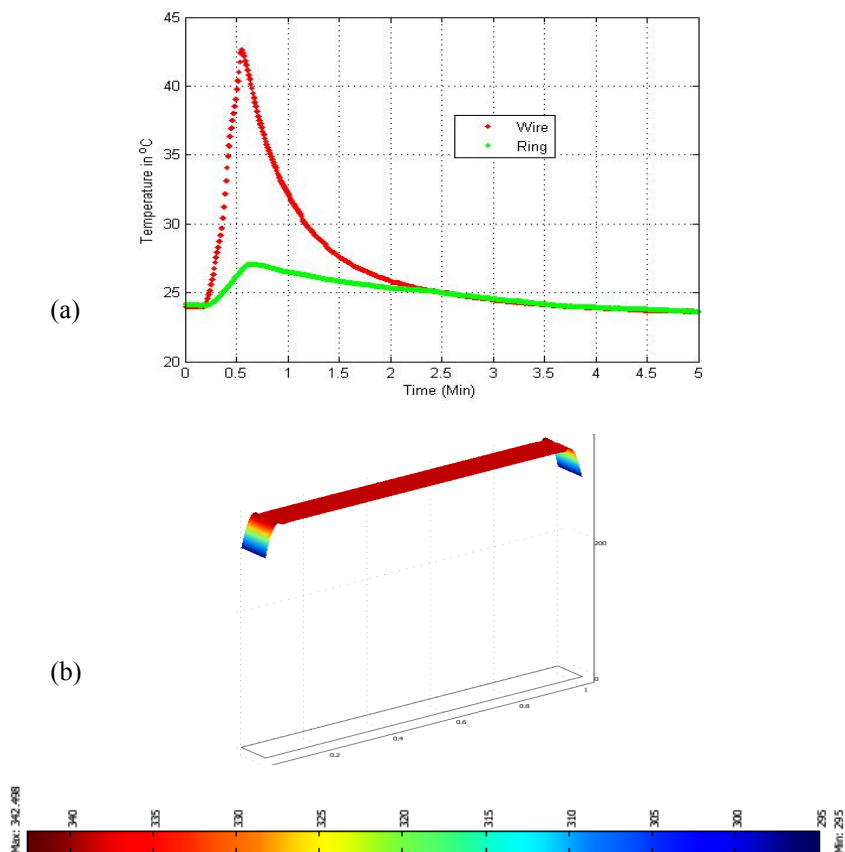 45
40
35
30
25
20
Temperature in ⁰C
Wire
Ring
0 0.5 1 1.5 2 2.5 3 3.5 4 4.5 5
Time (Min)
(a)
200
0
1
0.8
0.6
0.4
0.2
(b)
Max: 342.498 340 335 330 325 320 315 310 305 300 295 Min: 295